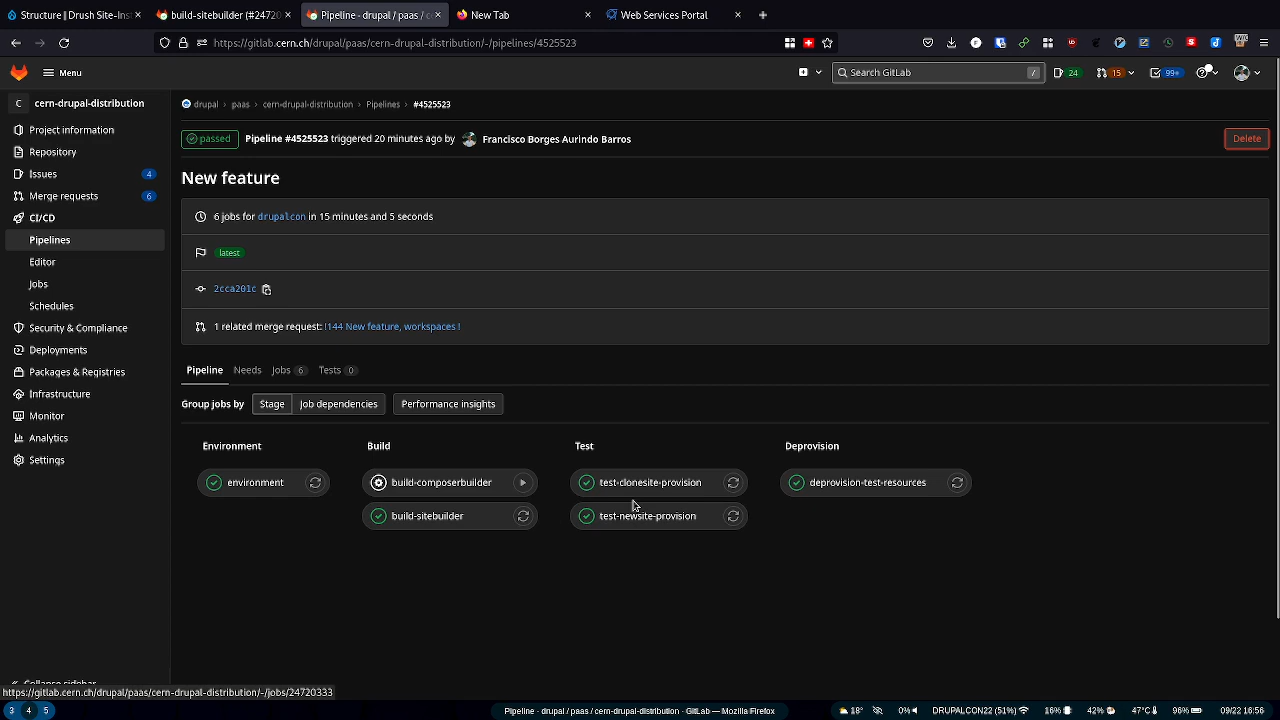 Structure | Drush Site-Inst
build-sitebuilder (#24720
Pipeline - drupal / paas / c
New Tab
Web Services Portal
https://gitlab.cern.ch/drupal/paas/cern-drupal-distribution/-/pipelines/4525523
Menu
Search GitLab
/
24
15
99+
C
cern-drupal-distribution
Project information
Repository
Issues
4
Merge requests
6
CI/CD
Pipelines
Editor
Jobs
Schedules
Security & Compliance
Deployments
Packages & Registries
Infrastructure
Monitor
Analytics
Settings
drupal > paas > cern-drupal-distribution > Pipelines > #4525523
passed
Pipeline #4525523 triggered 20 minutes ago by Francisco Borges Aurindo Barros
Delete
New feature
6 jobs for drupalcon in 15 minutes and 5 seconds
latest
2cca201c
1 related merge request: !144 New feature, workspaces !
Pipeline
Needs
Jobs 6
Tests 0
Group jobs by
Stage
Job dependencies
Performance insights
Environment
Build
Test
Deprovision
environment
build-composerbuilder
test-clonesite-provision
deprovision-test-resources
build-sitebuilder
test-newsite-provision
https://gitlab.cern.ch/drupal/paas/cern-drupal-distribution/-/jobs/24720333
3
4
5
Pipeline - drupal / paas / cern-drupal-distribution · GitLab — Mozilla Firefox
18°
0%
DRUPALCON22 (51%)
16%
42%
47°C
96%
09/22 16:56